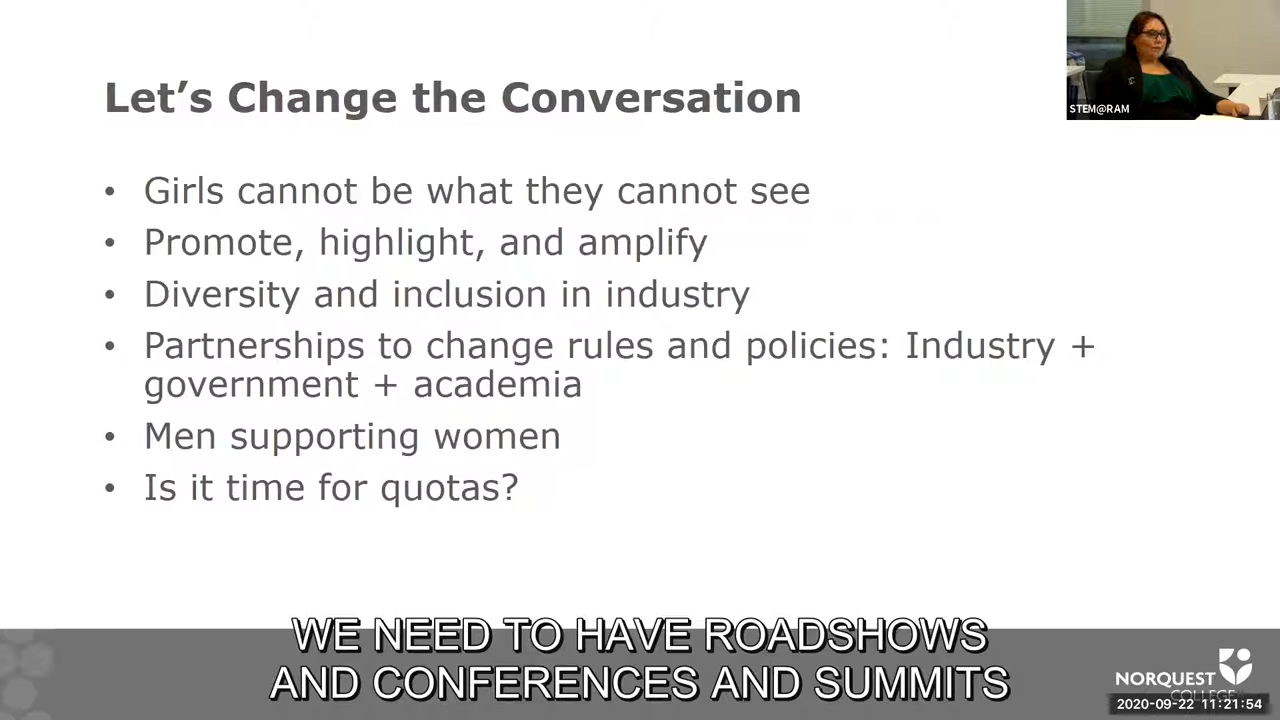 Let's Change the Conversation
STEM@RAM
• Girls cannot be what they cannot see
• Promote, highlight, and amplify
• Diversity and inclusion in industry
• Partnerships to change rules and policies: Industry +
government + academia
• Men supporting women
• Is it time for quotas?
WE NEED TO HAVE ROADSHOWS
AND CONFERENCES AND SUMMITS
NORQUEST
COLLEGE
2020-09-22 11:21:54